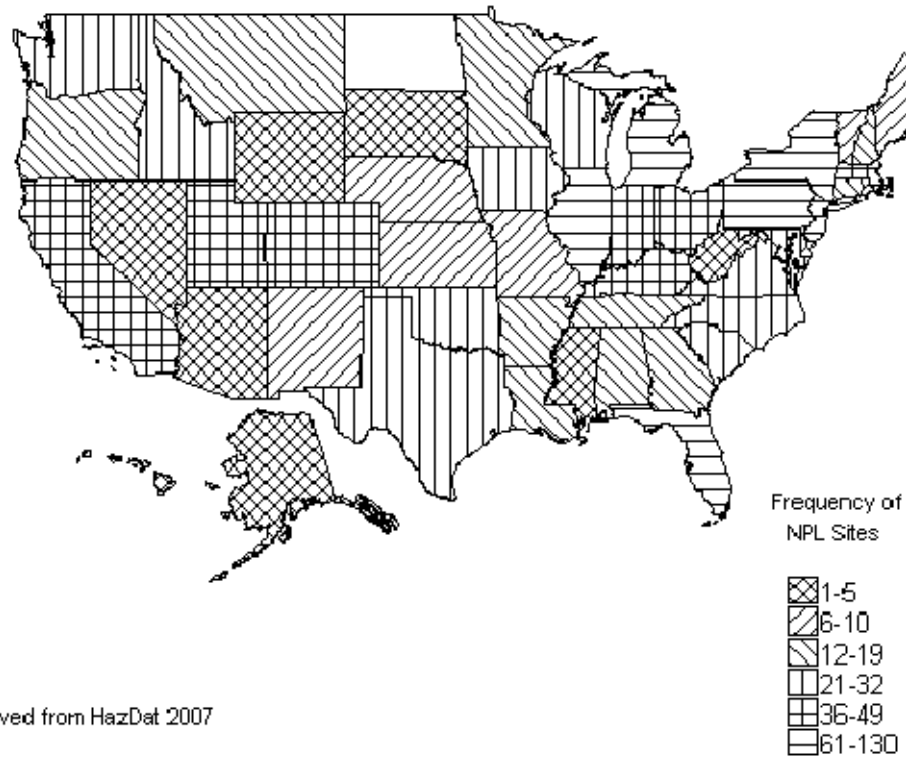 Frequency of
NPL Sites
1-5
6-10
12-19
21-32
36-49
61-130
ved from HazDat 2007